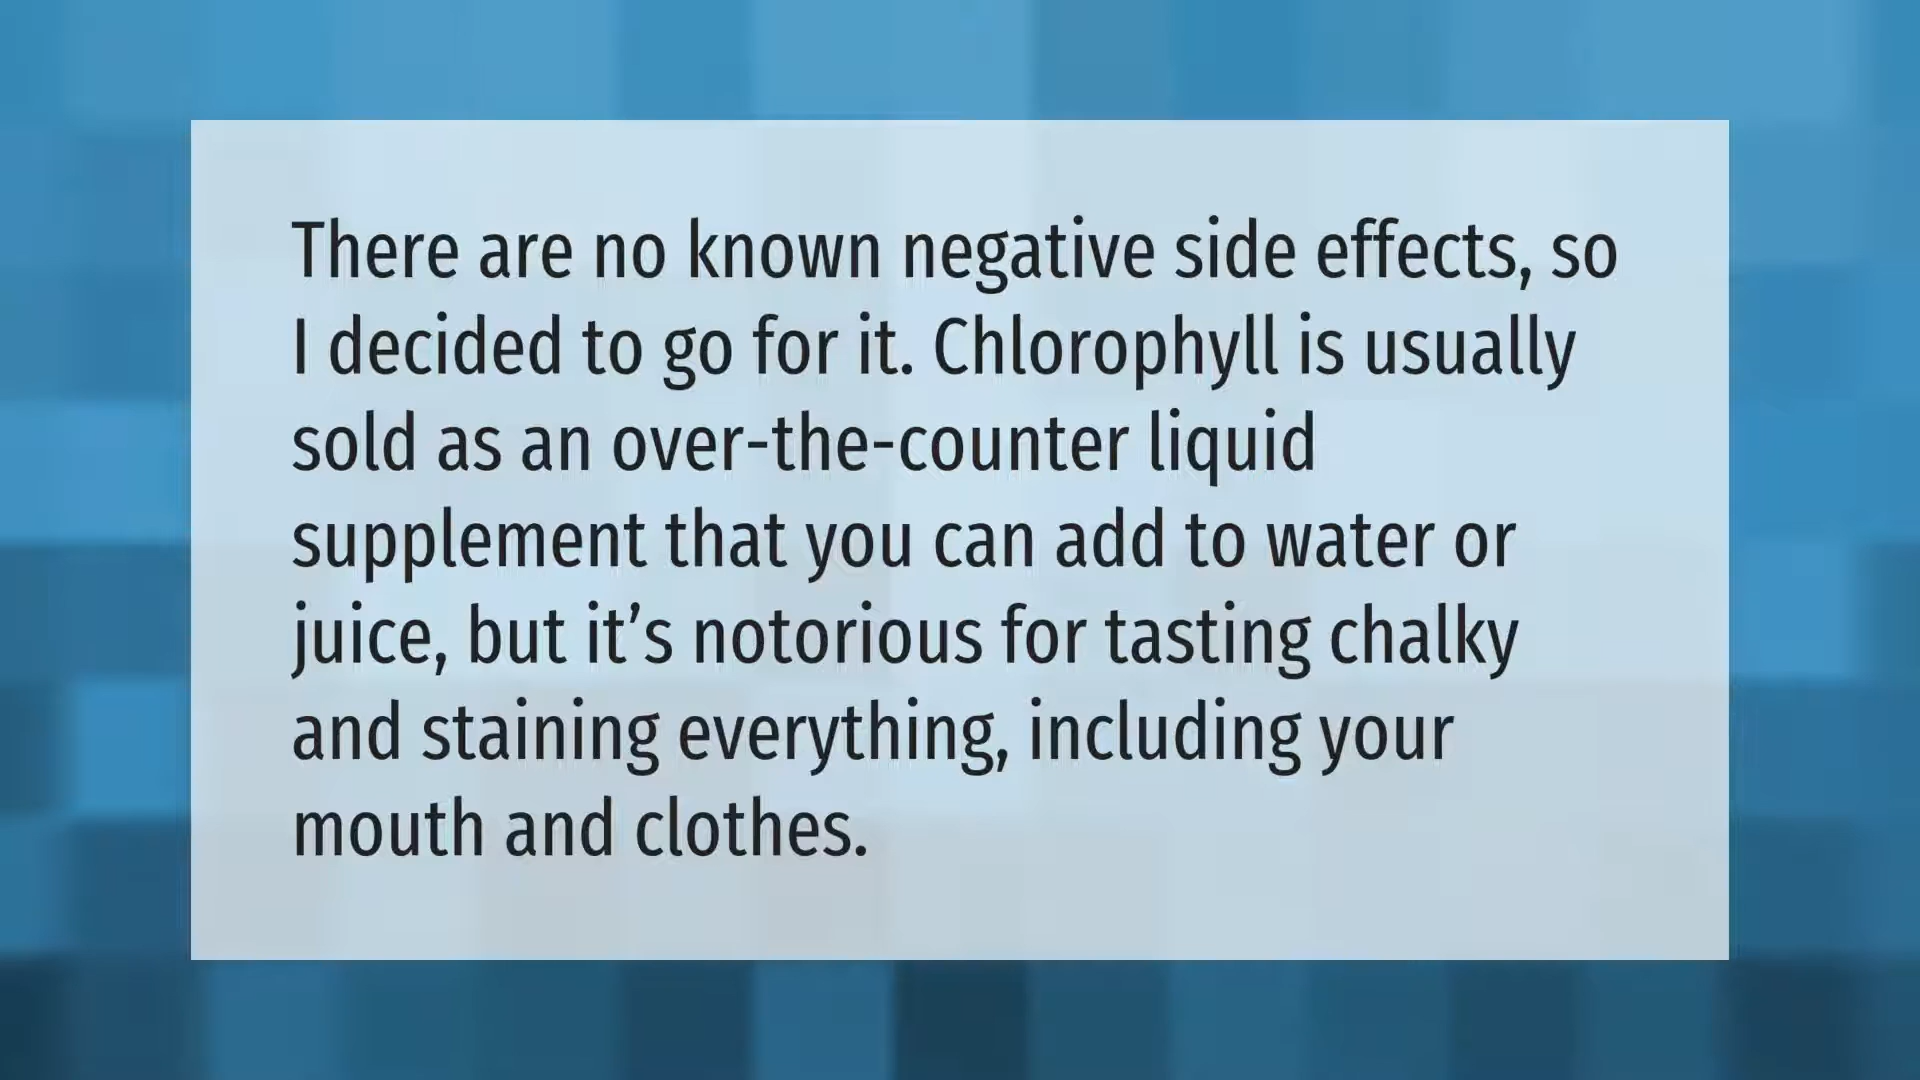 There are no known negative side effects, so
I decided to go for it. Chlorophyll is usually
sold as an over-the-counter liquid
supplement that you can add to water or
juice, but it’s notorious for tasting chalky
and staining everything, including your
mouth and clothes.